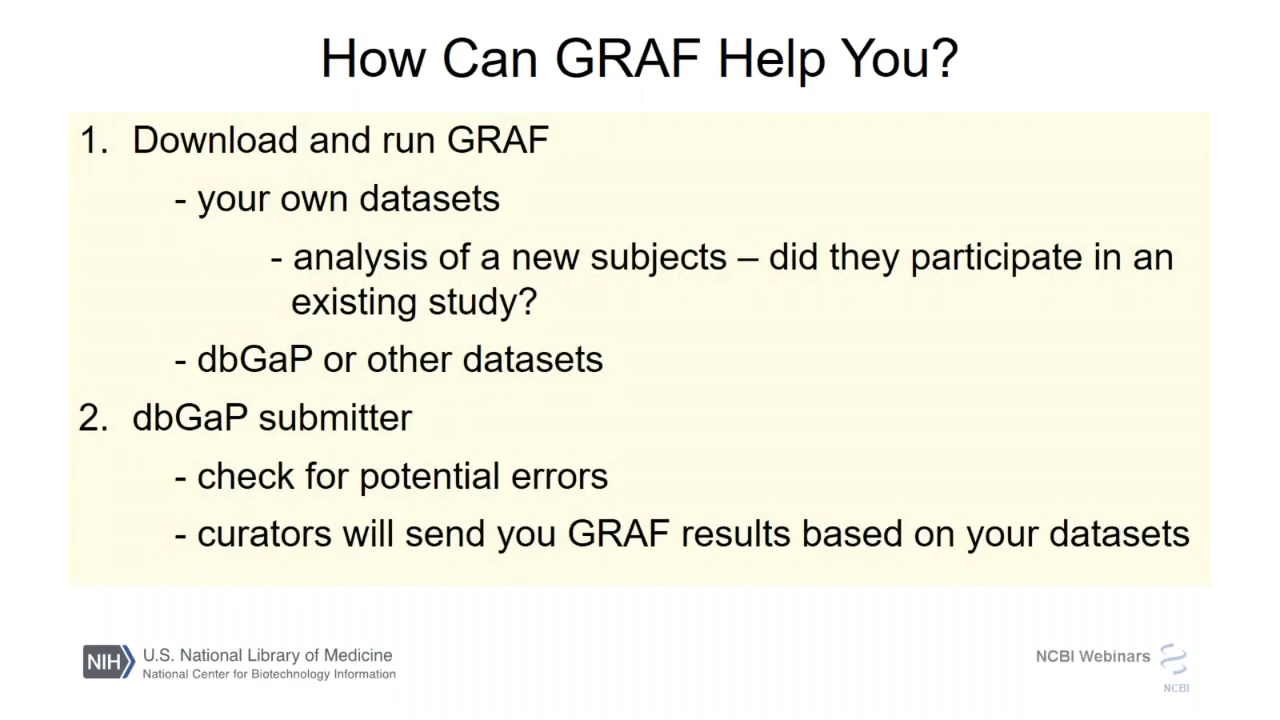 How Can GRAF Help You?
1. Download and run GRAF
- your own datasets
- analysis of a new subjects – did they participate in an
existing study?
- dbGaP or other datasets
2. dbGaP submitter
- check for potential errors
- curators will send you GRAF results based on your datasets
NIH
U.S. National Library of Medicine
National Center for Biotechnology Information
NCBI Webinars
NCBI